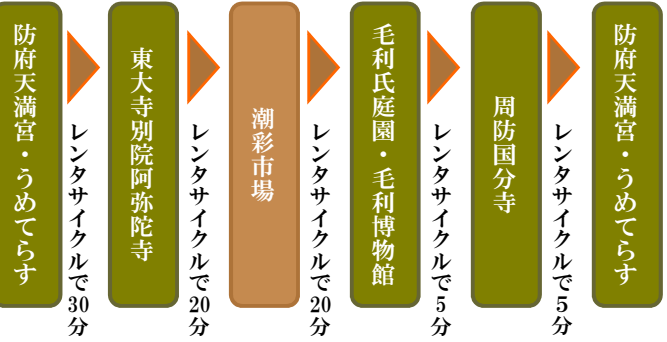 防府天満宮・うめてらす
レンタサイクルで30分
東大寺別院阿弥陀寺
レンタサイクルで20分
潮彩市場
レンタサイクルで20分
毛利氏庭園・毛利博物館
レンタサイクルで5分
周防国分寺
レンタサイクルで5分
防府天満宮・うめてらす